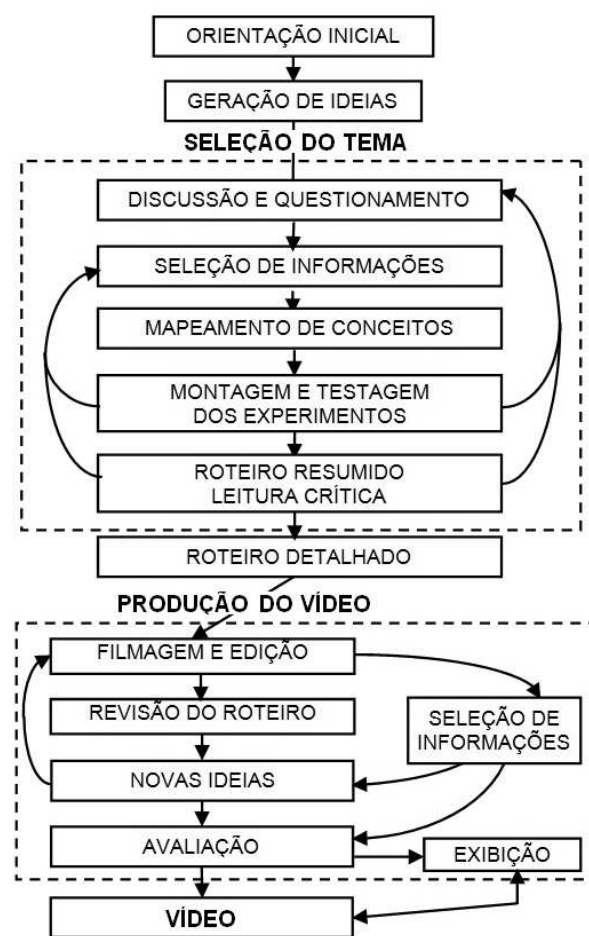 ORIENTAÇÃO INICIAL
GERAÇÃO DE IDEIAS
SELEÇÃO DO TEMA
DISCUSSÃO E QUESTIONAMENTO
SELEÇÃO DE INFORMAÇÕES
MAPEAMENTO DE CONCEITOS
MONTAGEM E TESTAGEM
DOS EXPERIMENTOS
ROTEIRO RESUMIDO
LEITURA CRÍTICA
ROTEIRO DETALHADO
PRODUÇÃO DO VÍDEO
FILMAGEM E EDIÇÃO
REVISÃO DO ROTEIRO
SELEÇÃO DE
INFORMAÇÕES
NOVAS IDEIAS
AVALIAÇÃO
EXIBIÇÃO
VÍDEO